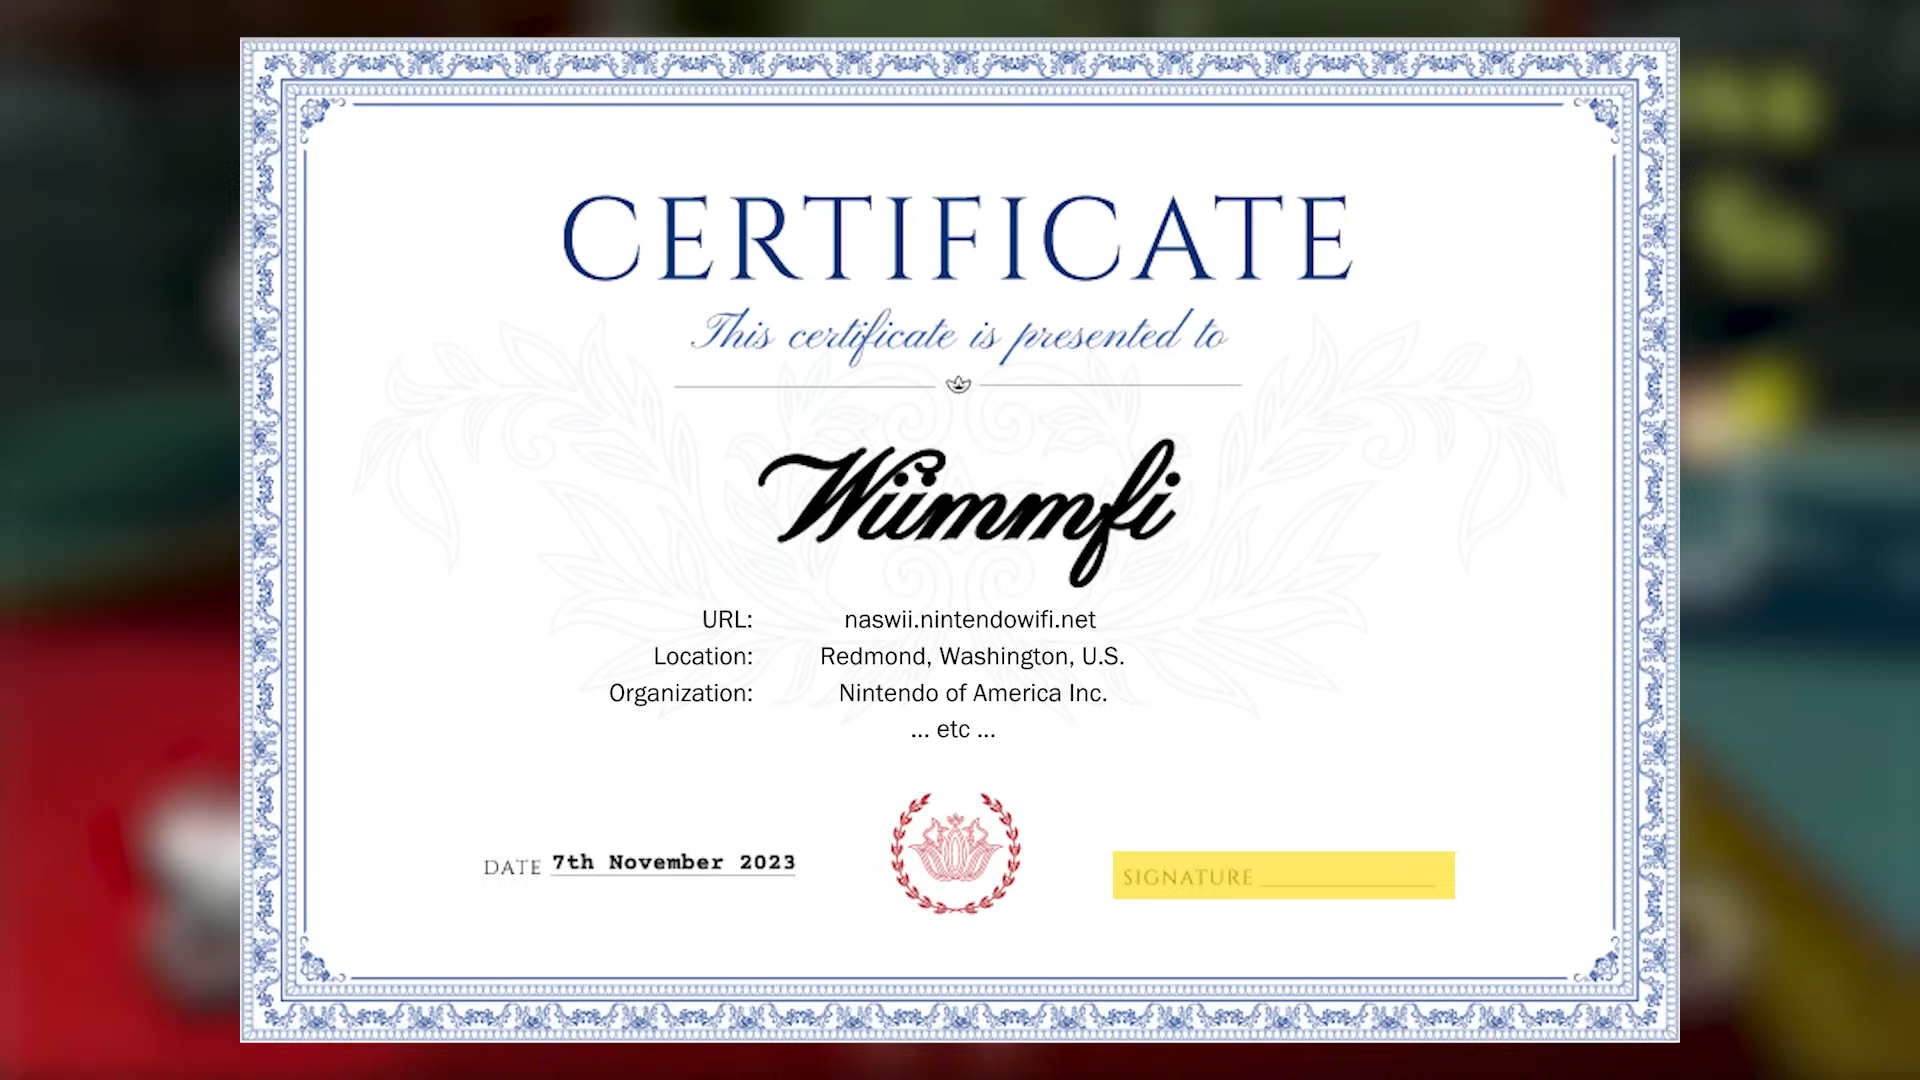 CERTIFICATE
This certificate is presented to
Wümmfi
URL: naswii.nintendowifi.net
Location: Redmond, Washington, U.S.
Organization: Nintendo of America Inc.
... etc ...
DATE 7th November 2023
SIGNATURE